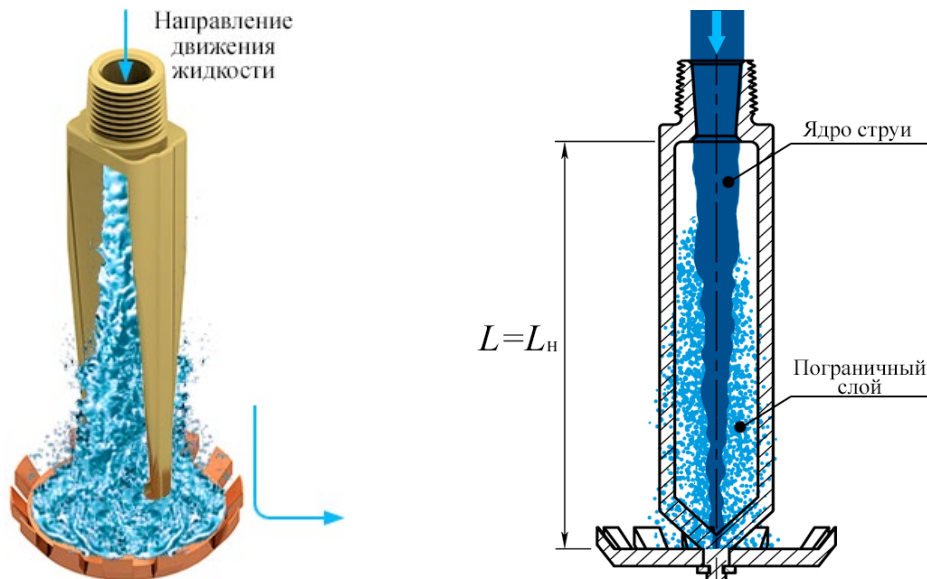 Направление
движения
жидкости
Ядро струи
L=Lн
Пограничный
слой